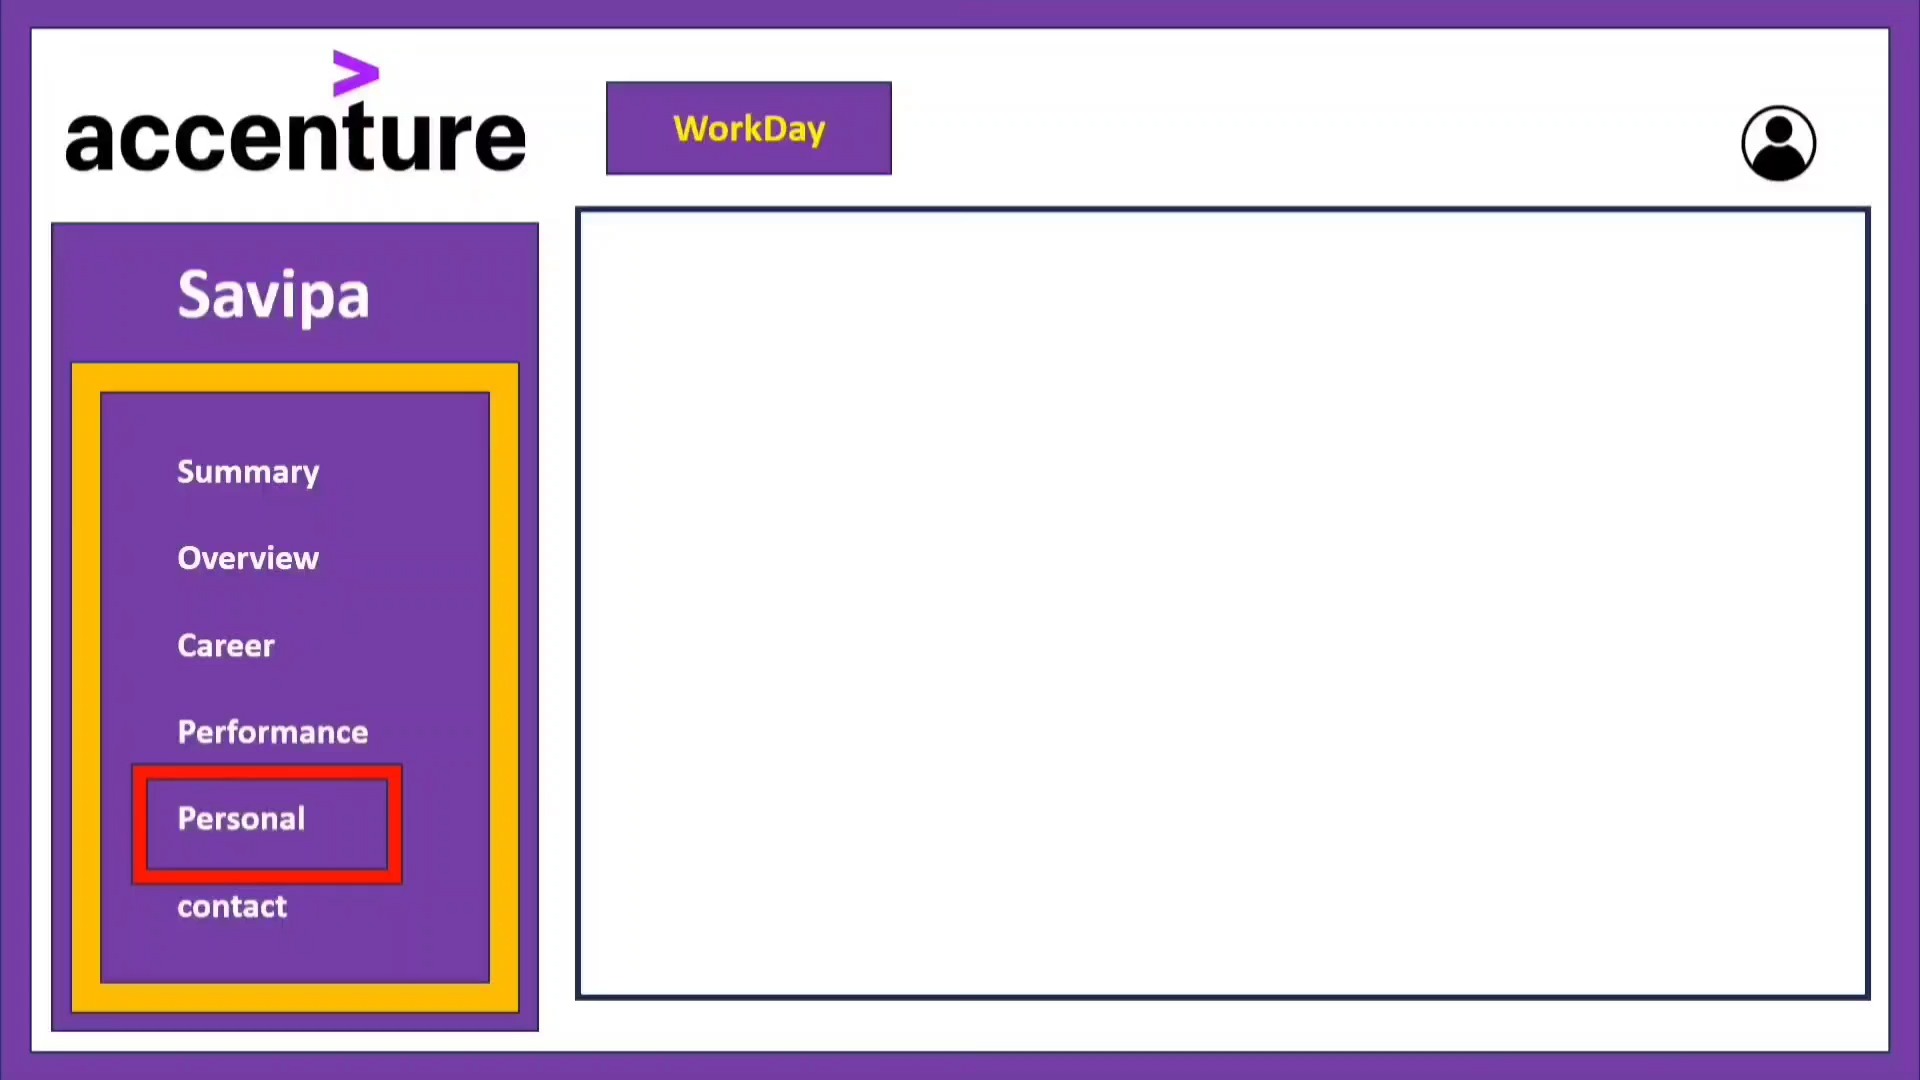 accenture
WorkDay
Savipa
Summary
Overview
Career
Performance
Personal
contact